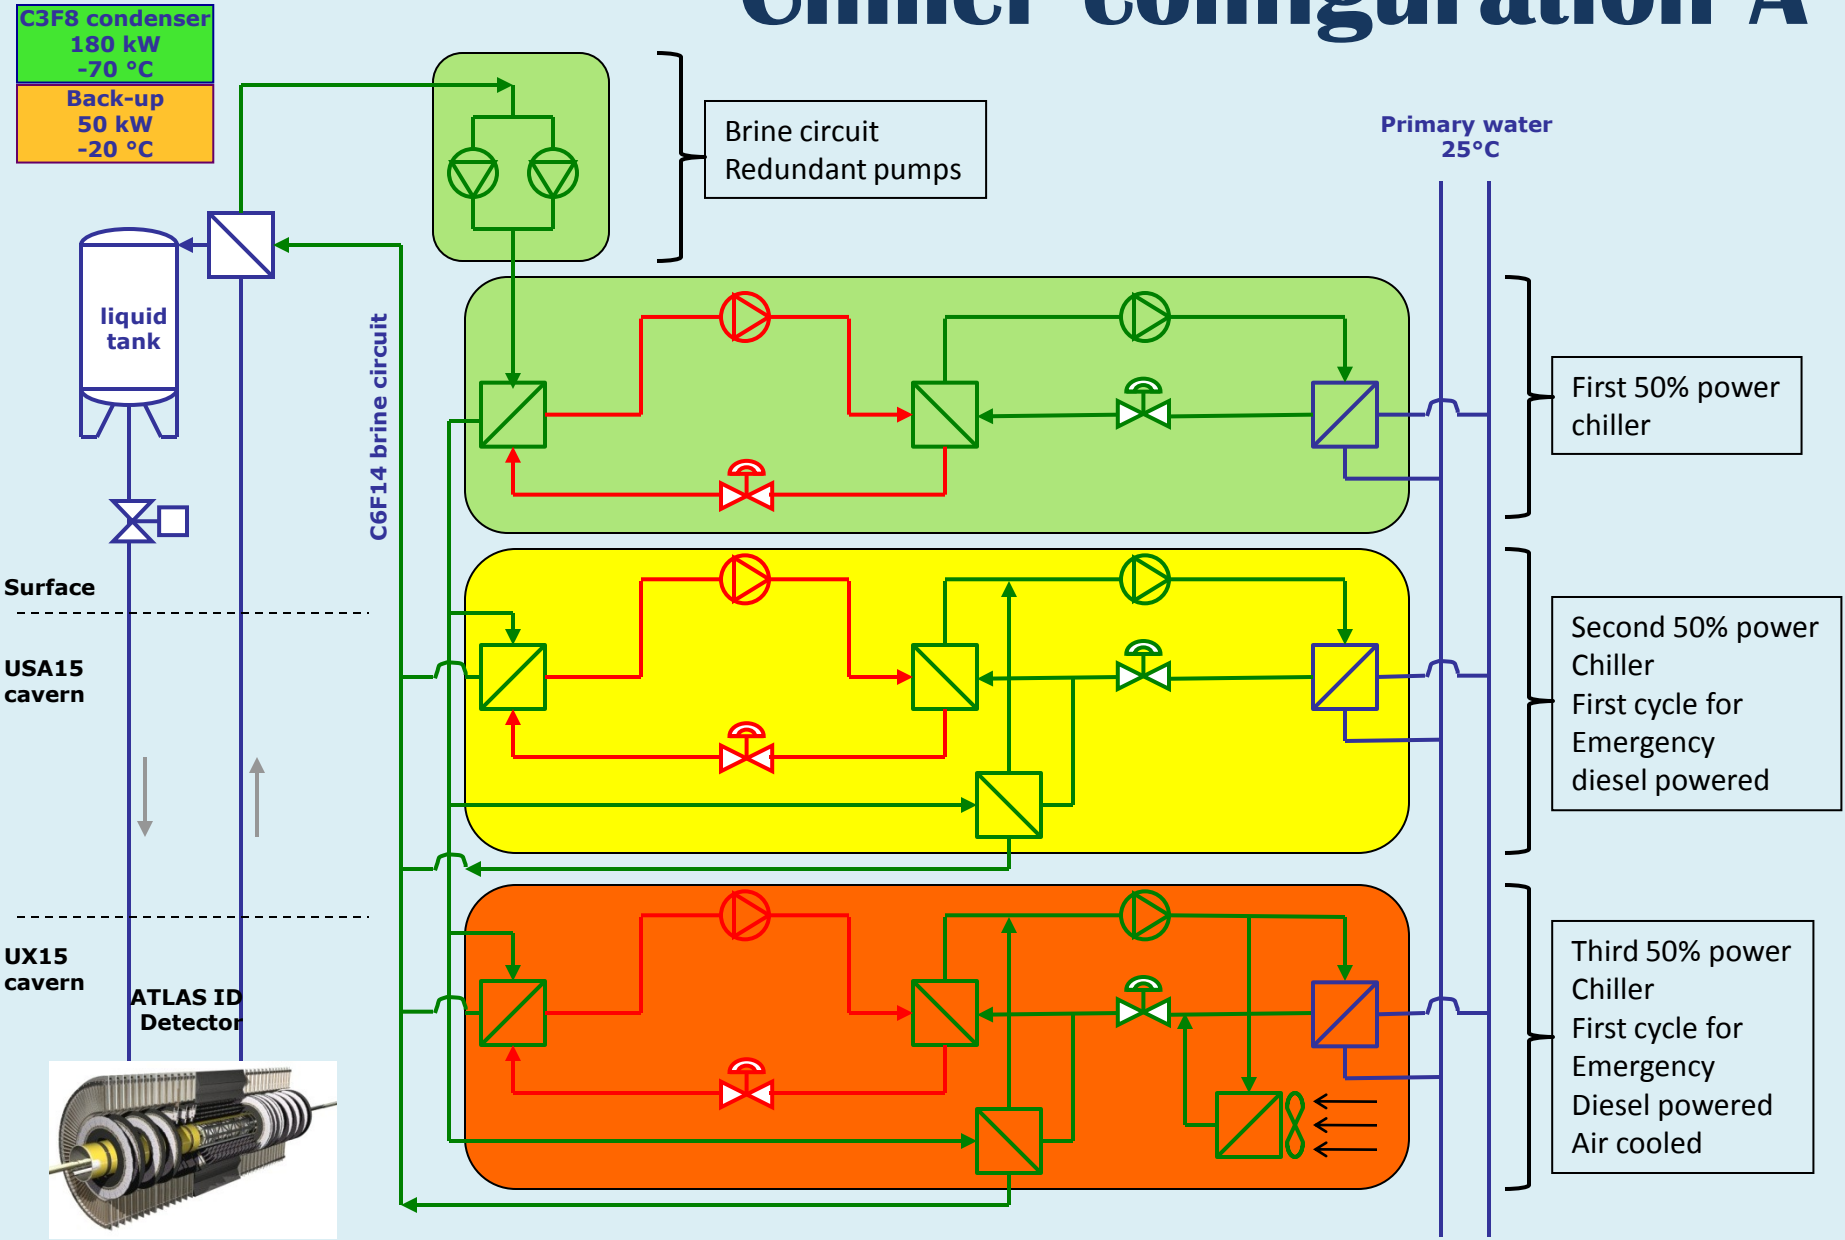 Chiller configuration A
C3F8 condenser
180 kW
-70 °C
Back-up
50 kW
-20 °C
Brine circuit
Redundant pumps
Primary water
25°C
liquid
tank
C6F14 brine circuit
First 50% power
chiller
Surface
USA15
cavern
Second 50% power
Chiller
First cycle for
Emergency
diesel powered
UX15
cavern
ATLAS ID
Detector
Third 50% power
Chiller
First cycle for
Emergency
Diesel powered
Air cooled